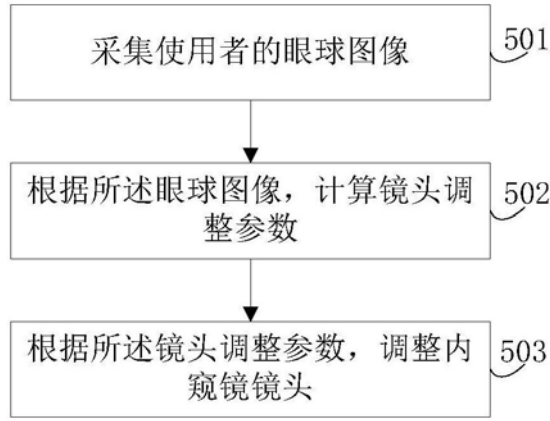 采集使用者的眼球图像
501
根据所述眼球图像，计算镜头调
整参数
502
根据所述镜头调整参数，调整内
窥镜镜头
503